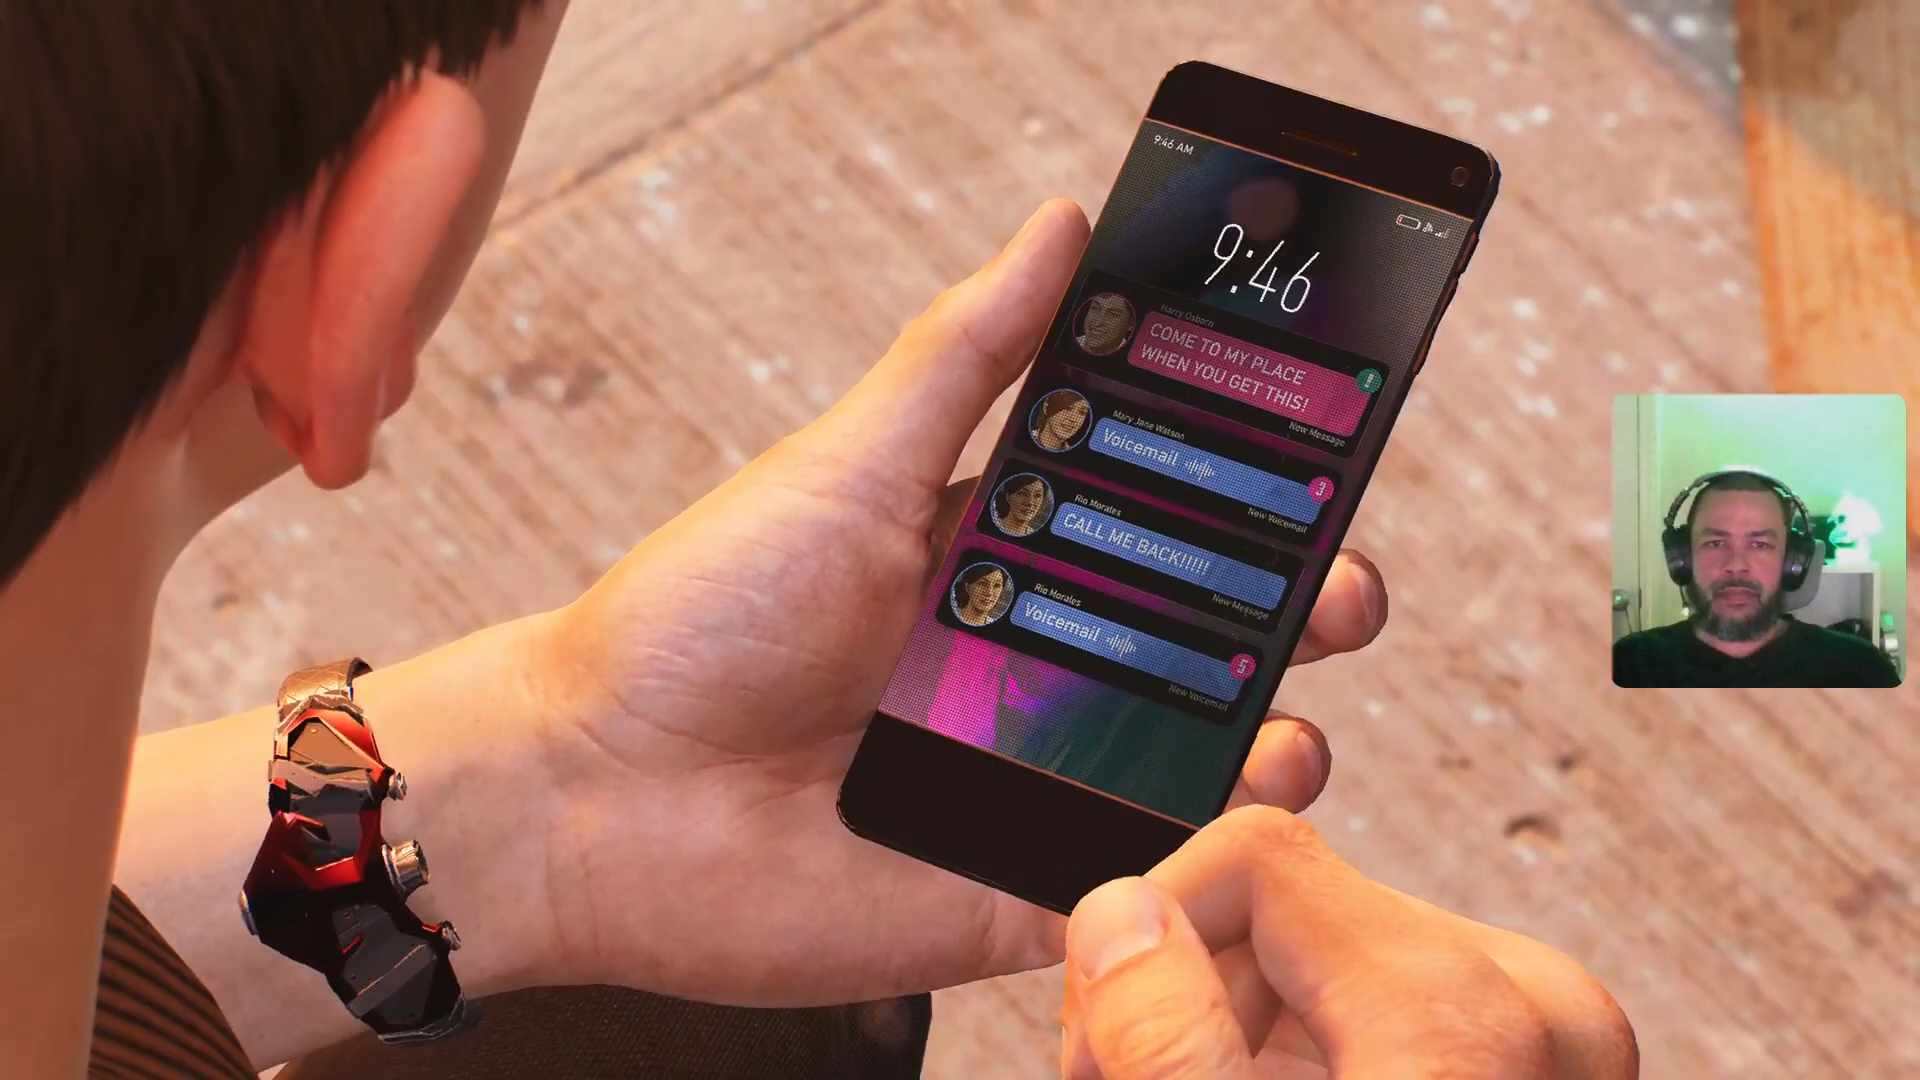 9:46 AM
9:46
Harry Osborn
COME TO MY PLACE
WHEN YOU GET THIS!
!
New Message
Mary Jane Watson
Voicemail
3
New Voicemail
Rio Morales
CALL ME BACK!!!!!
New Message
Rio Morales
Voicemail
5
New Voicemail